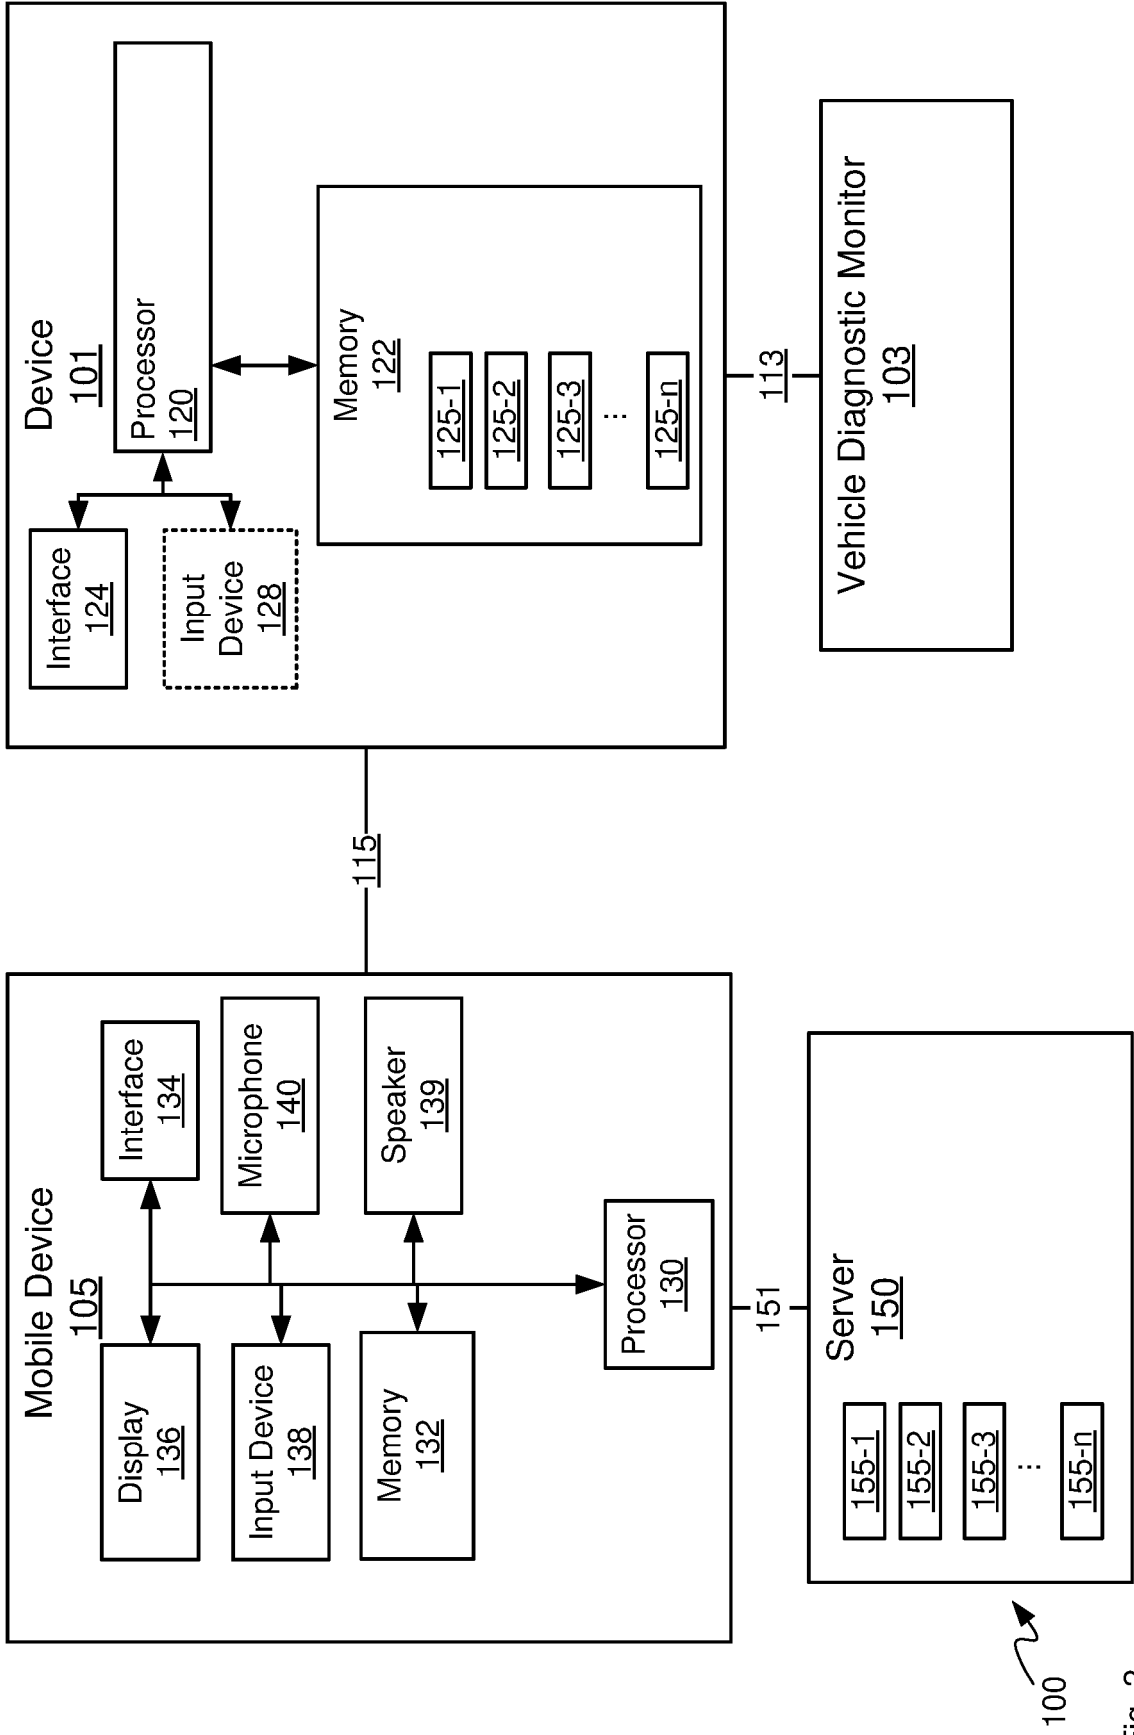 Mobile Device
105
Display
136
Interface
134
Input Device
138
Microphone
140
Memory
132
Speaker
139
Processor
130
115
Device
101
Interface
124
Input
Device
128
Processor
120
Memory
122
125-1
125-2
125-3
...
125-n
151
113
Server
150
155-1
155-2
155-3
...
155-n
Vehicle Diagnostic Monitor
103
100